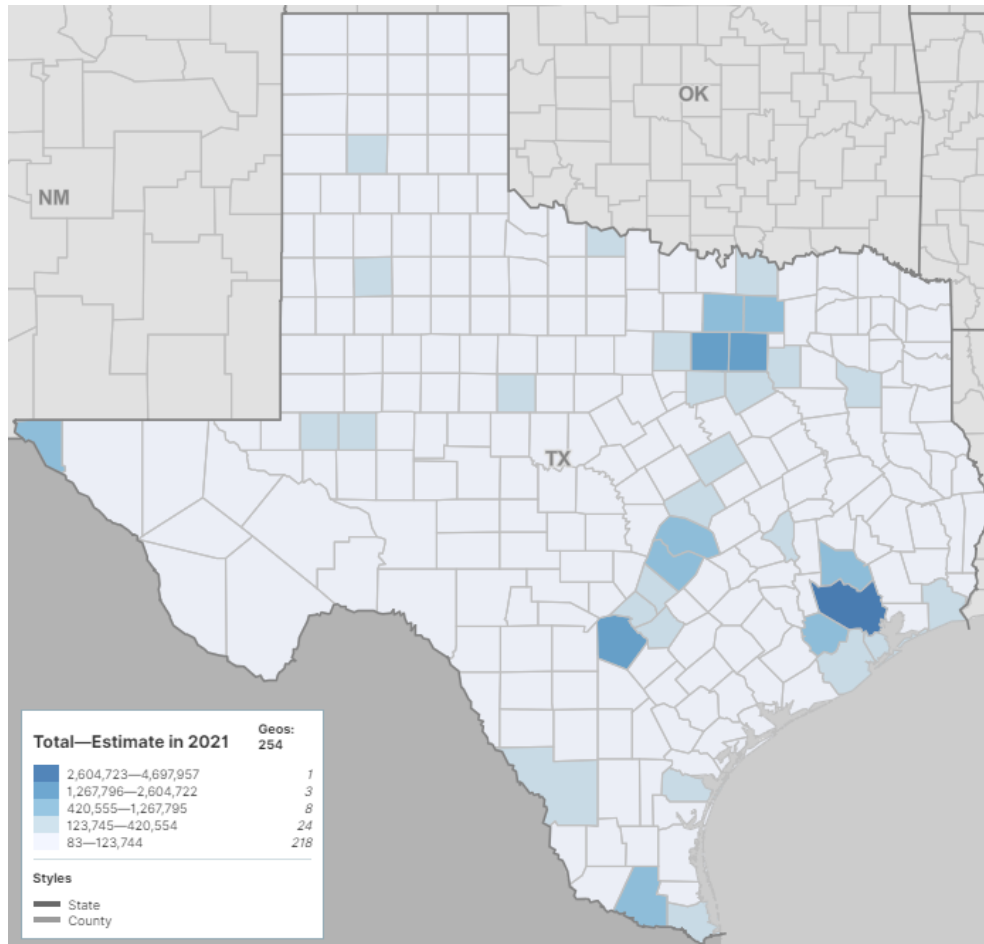 OK
NM
TX
Total—Estimate in 2021 Geos: 254
2,604,723—4,697,957 1
1,267,796—2,604,722 3
420,555—1,267,795 8
123,745—420,554 24
83—123,744 218
Styles
State
County